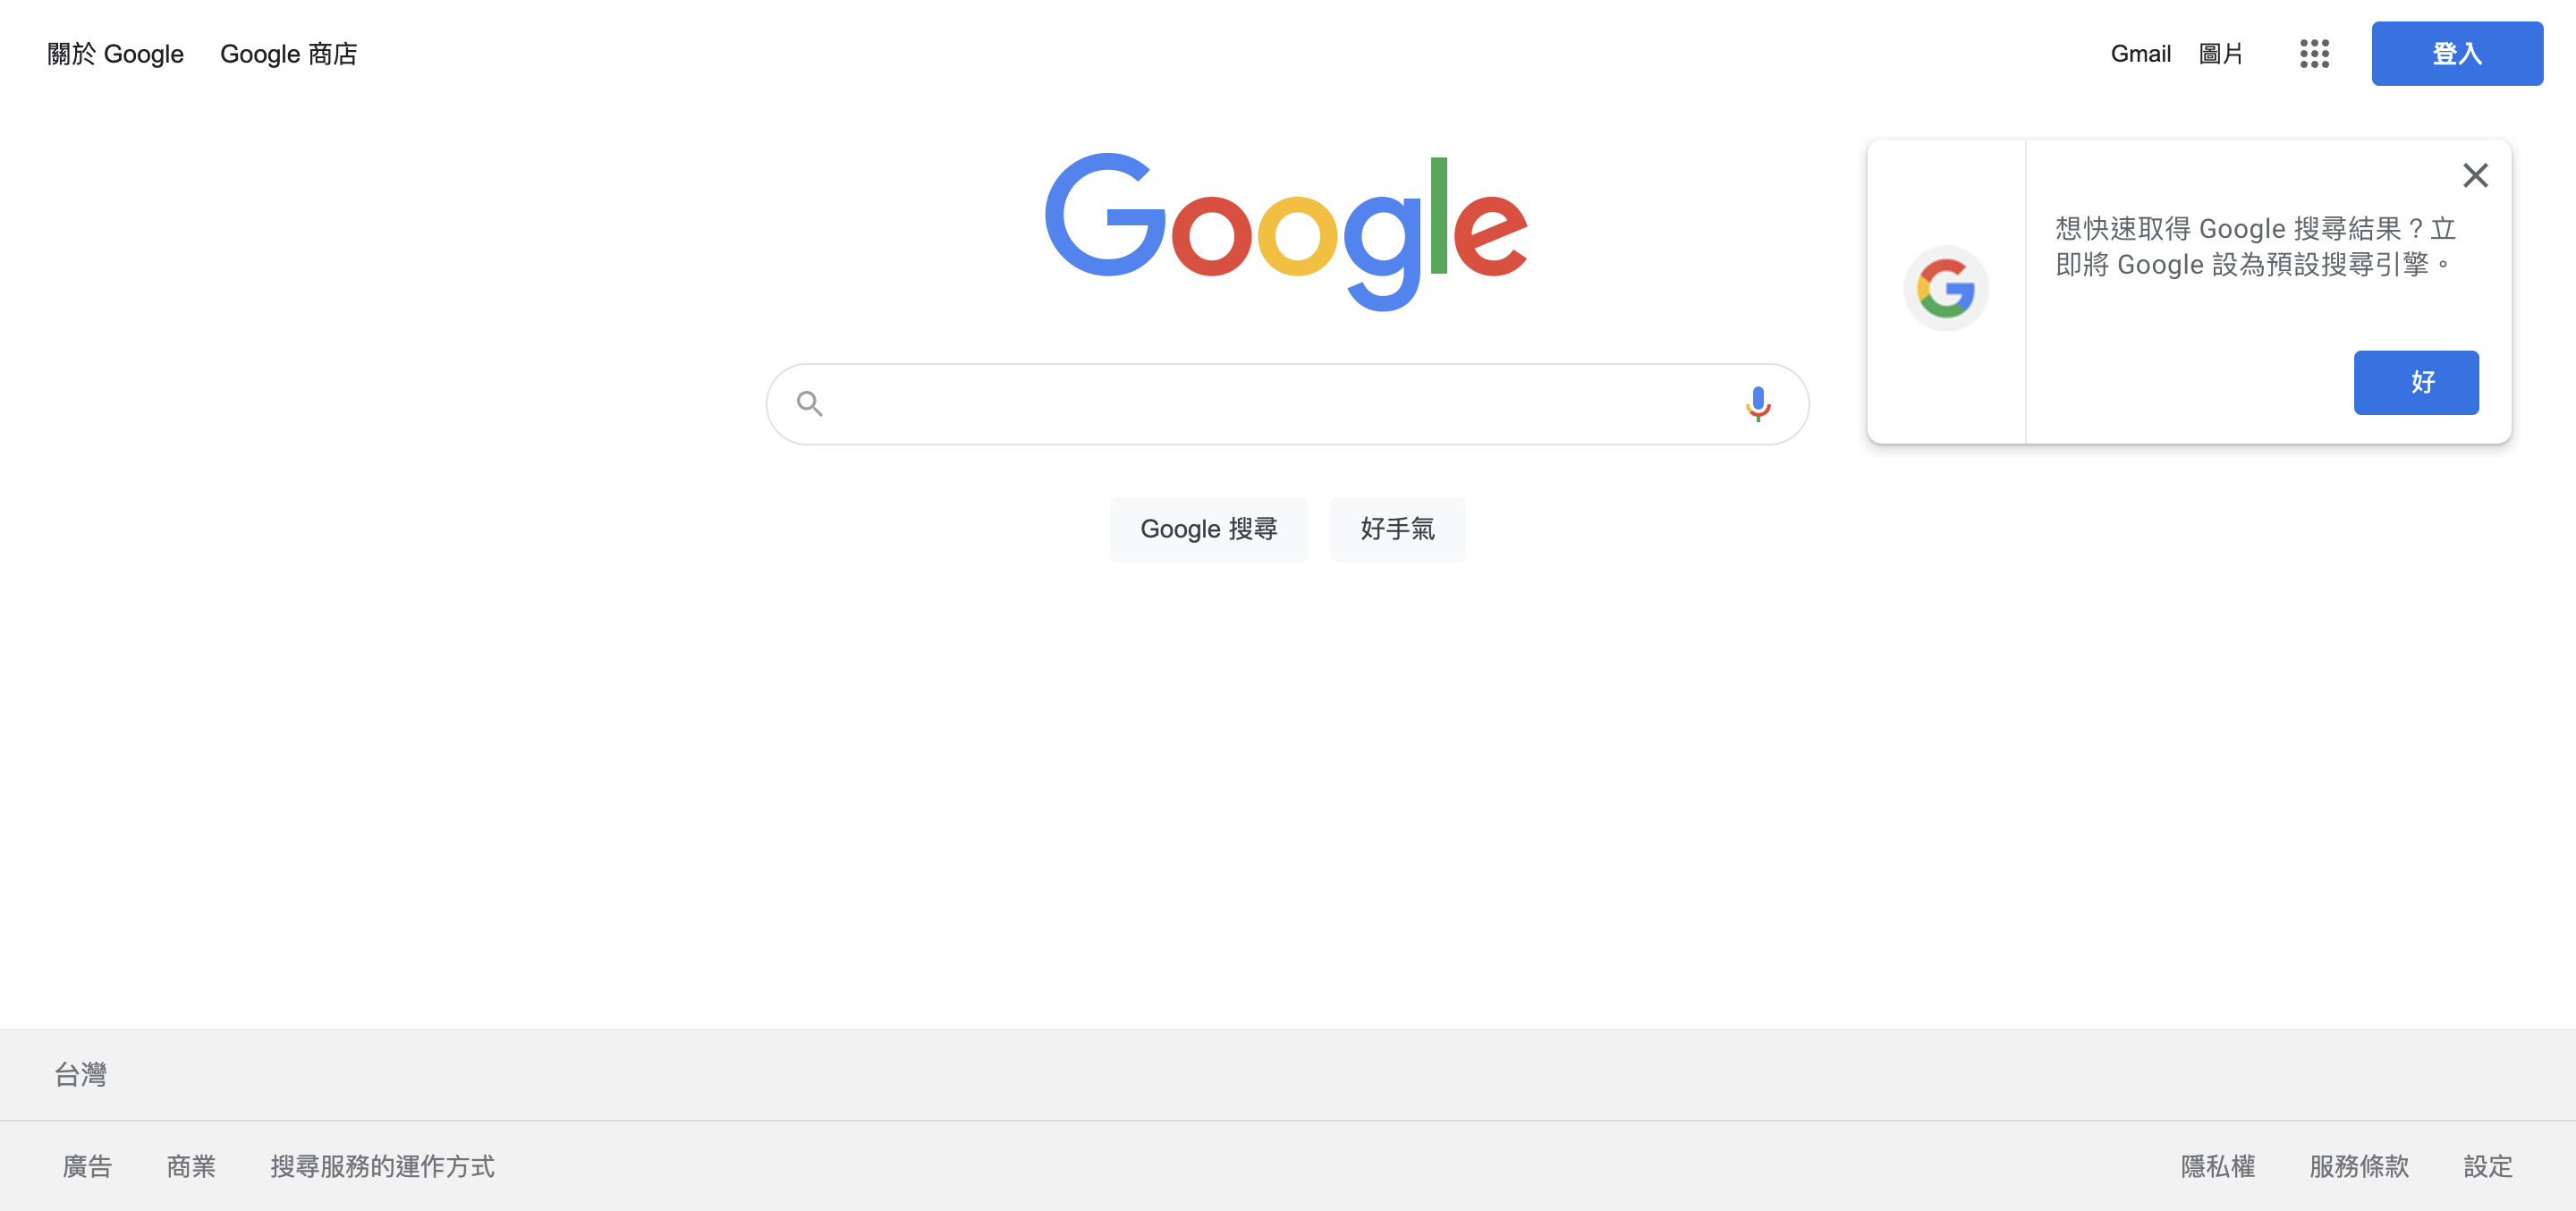 關於 Google Google 商店 Gmail 圖片 登入
Google
想快速取得 Google 搜尋結果？立
即將 Google 設為預設搜尋引擎。
好
Google 搜尋 好手氣
台灣
廣告 商業 搜尋服務的運作方式 隱私權 服務條款 設定